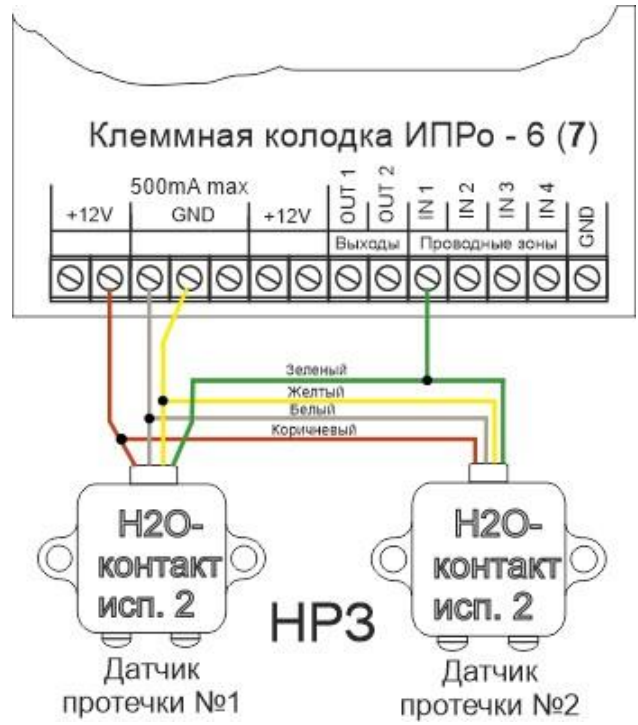 Клеммная колодка ИПРо - 6 (7)
500mA max
+12V GND +12V OUT 1 OUT 2 IN 1 IN 2 IN 3 IN 4 GND
Выходы Проводные зоны
Зеленый
Желтый
Белый
Коричневый
H2O-
контакт
исп. 2
H2O-
контакт
исп. 2
НРЗ
Датчик
протечки №1
Датчик
протечки №2